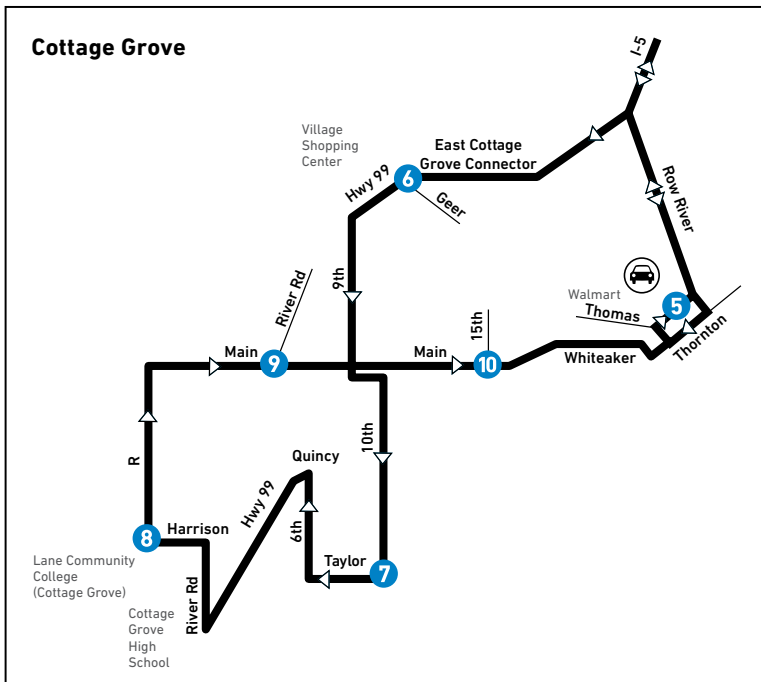 Cottage Grove
I-5
Village
Shopping
Center
East Cottage
Grove Connector
Hwy 99
6
Geer
Row River
9th
River Rd
Walmart
5
Thomas
15th
Thornton
Main
9
Main
10
Whiteaker
10th
R
Quincy
Hwy 99
6th
8
Harrison
Taylor
7
Lane Community
College
(Cottage Grove)
River Rd
Cottage
Grove
High
School